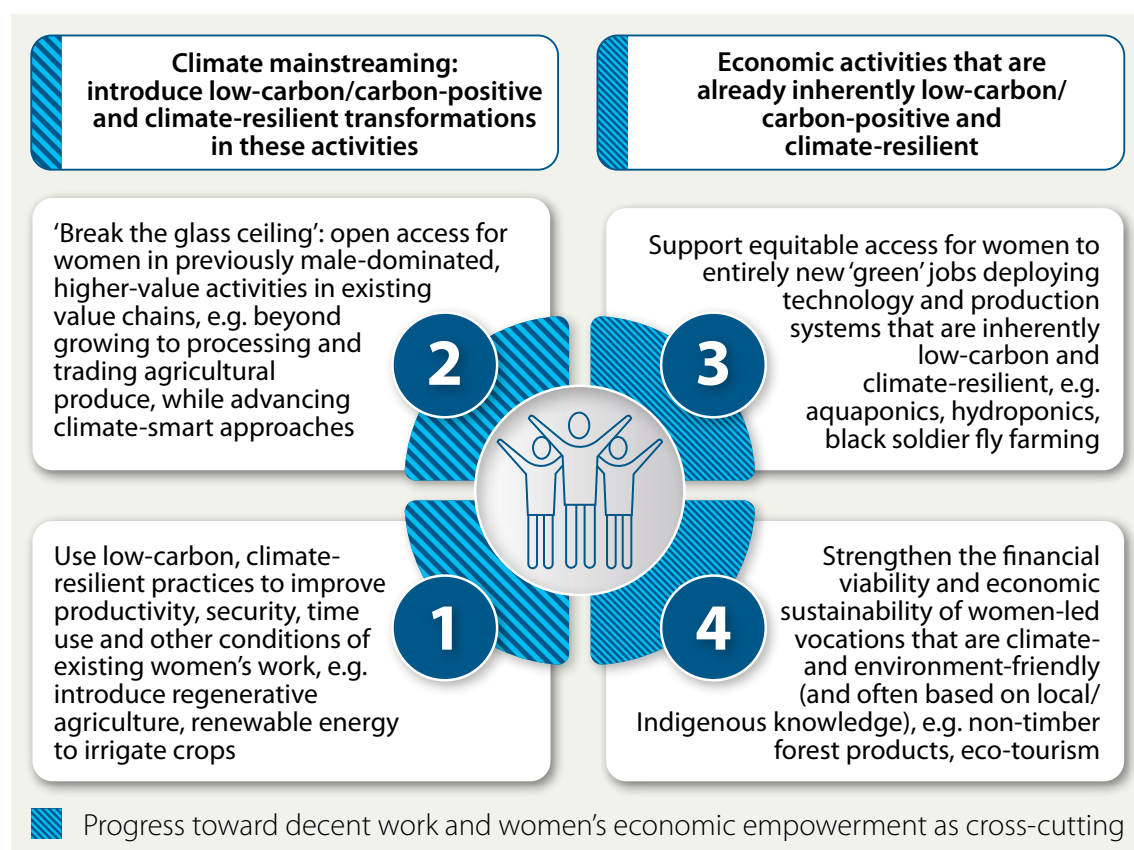 Climate mainstreaming:
introduce low-carbon/carbon-positive
and climate-resilient transformations
in these activities
Economic activities that are
already inherently low-carbon/
carbon-positive and
climate-resilient
‘Break the glass ceiling’: open access for
women in previously male-dominated,
higher-value activities in existing
value chains, e.g. beyond
growing to processing and
trading agricultural
produce, while advancing
climate-smart approaches
2
3
Support equitable access for women to
entirely new ‘green’ jobs deploying
technology and production
systems that are inherently
low-carbon and
climate-resilient, e.g.
aquaponics, hydroponics,
black soldier fly farming
Use low-carbon, climate-
resilient practices to improve
productivity, security, time
use and other conditions of
existing women’s work, e.g.
introduce regenerative
agriculture, renewable energy
to irrigate crops
1
4
Strengthen the financial
viability and economic
sustainability of women-led
vocations that are climate-
and environment-friendly
(and often based on local/
Indigenous knowledge), e.g. non-timber
forest products, eco-tourism
Progress toward decent work and women’s economic empowerment as cross-cutting